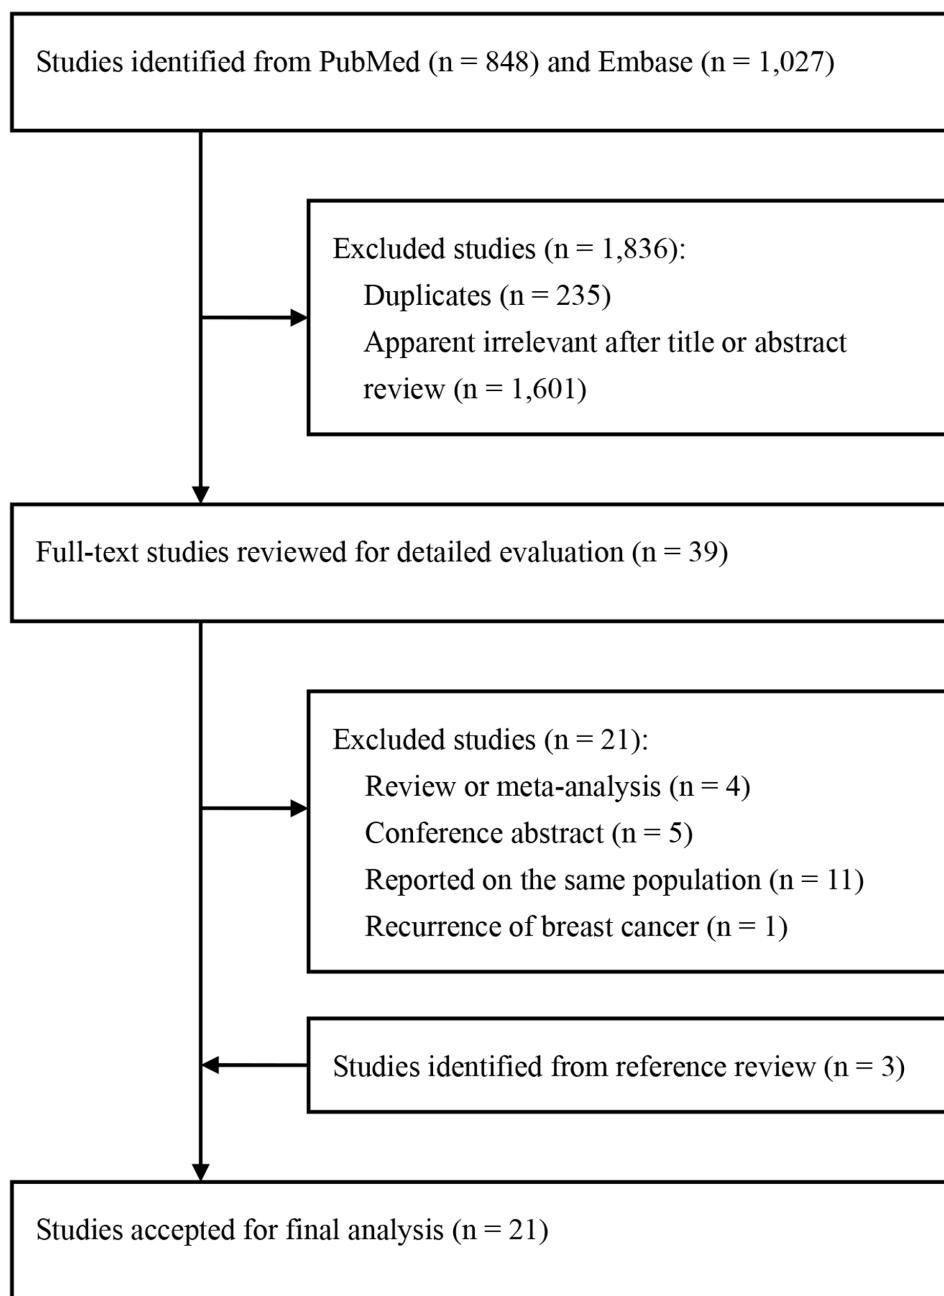 Studies identified from PubMed (n = 848) and Embase (n = 1,027)
Excluded studies (n = 1,836):
Duplicates (n = 235)
Apparent irrelevant after title or abstract
review (n = 1,601)
Full-text studies reviewed for detailed evaluation (n = 39)
Excluded studies (n = 21):
Review or meta-analysis (n = 4)
Conference abstract (n = 5)
Reported on the same population (n = 11)
Recurrence of breast cancer (n = 1)
Studies identified from reference review (n = 3)
Studies accepted for final analysis (n = 21)